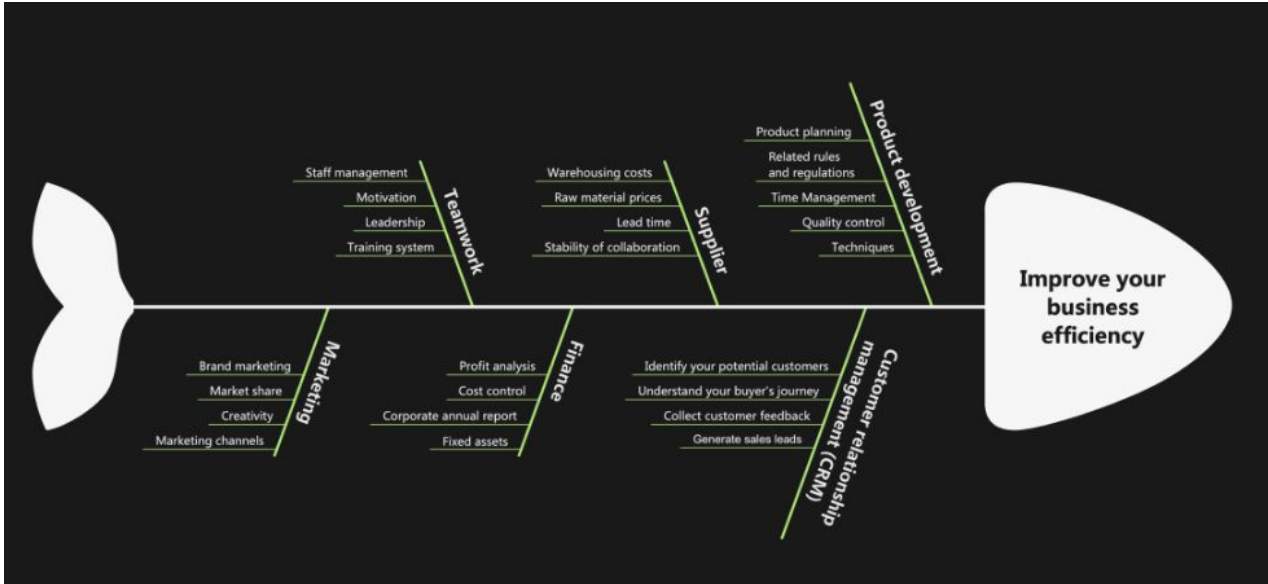 Product development
Product planning
Related rules
and regulations
Time Management
Quality control
Techniques
Supplier
Warehousing costs
Raw material prices
Lead time
Stability of collaboration
Teamwork
Staff management
Motivation
Leadership
Training system
Improve your
business
efficiency
Marketing
Brand marketing
Market share
Creativity
Marketing channels
Finance
Profit analysis
Cost control
Corporate annual report
Fixed assets
Customer relationship
management (CRM)
Identify your potential customers
Understand your buyer's journey
Collect customer feedback
Generate sales leads